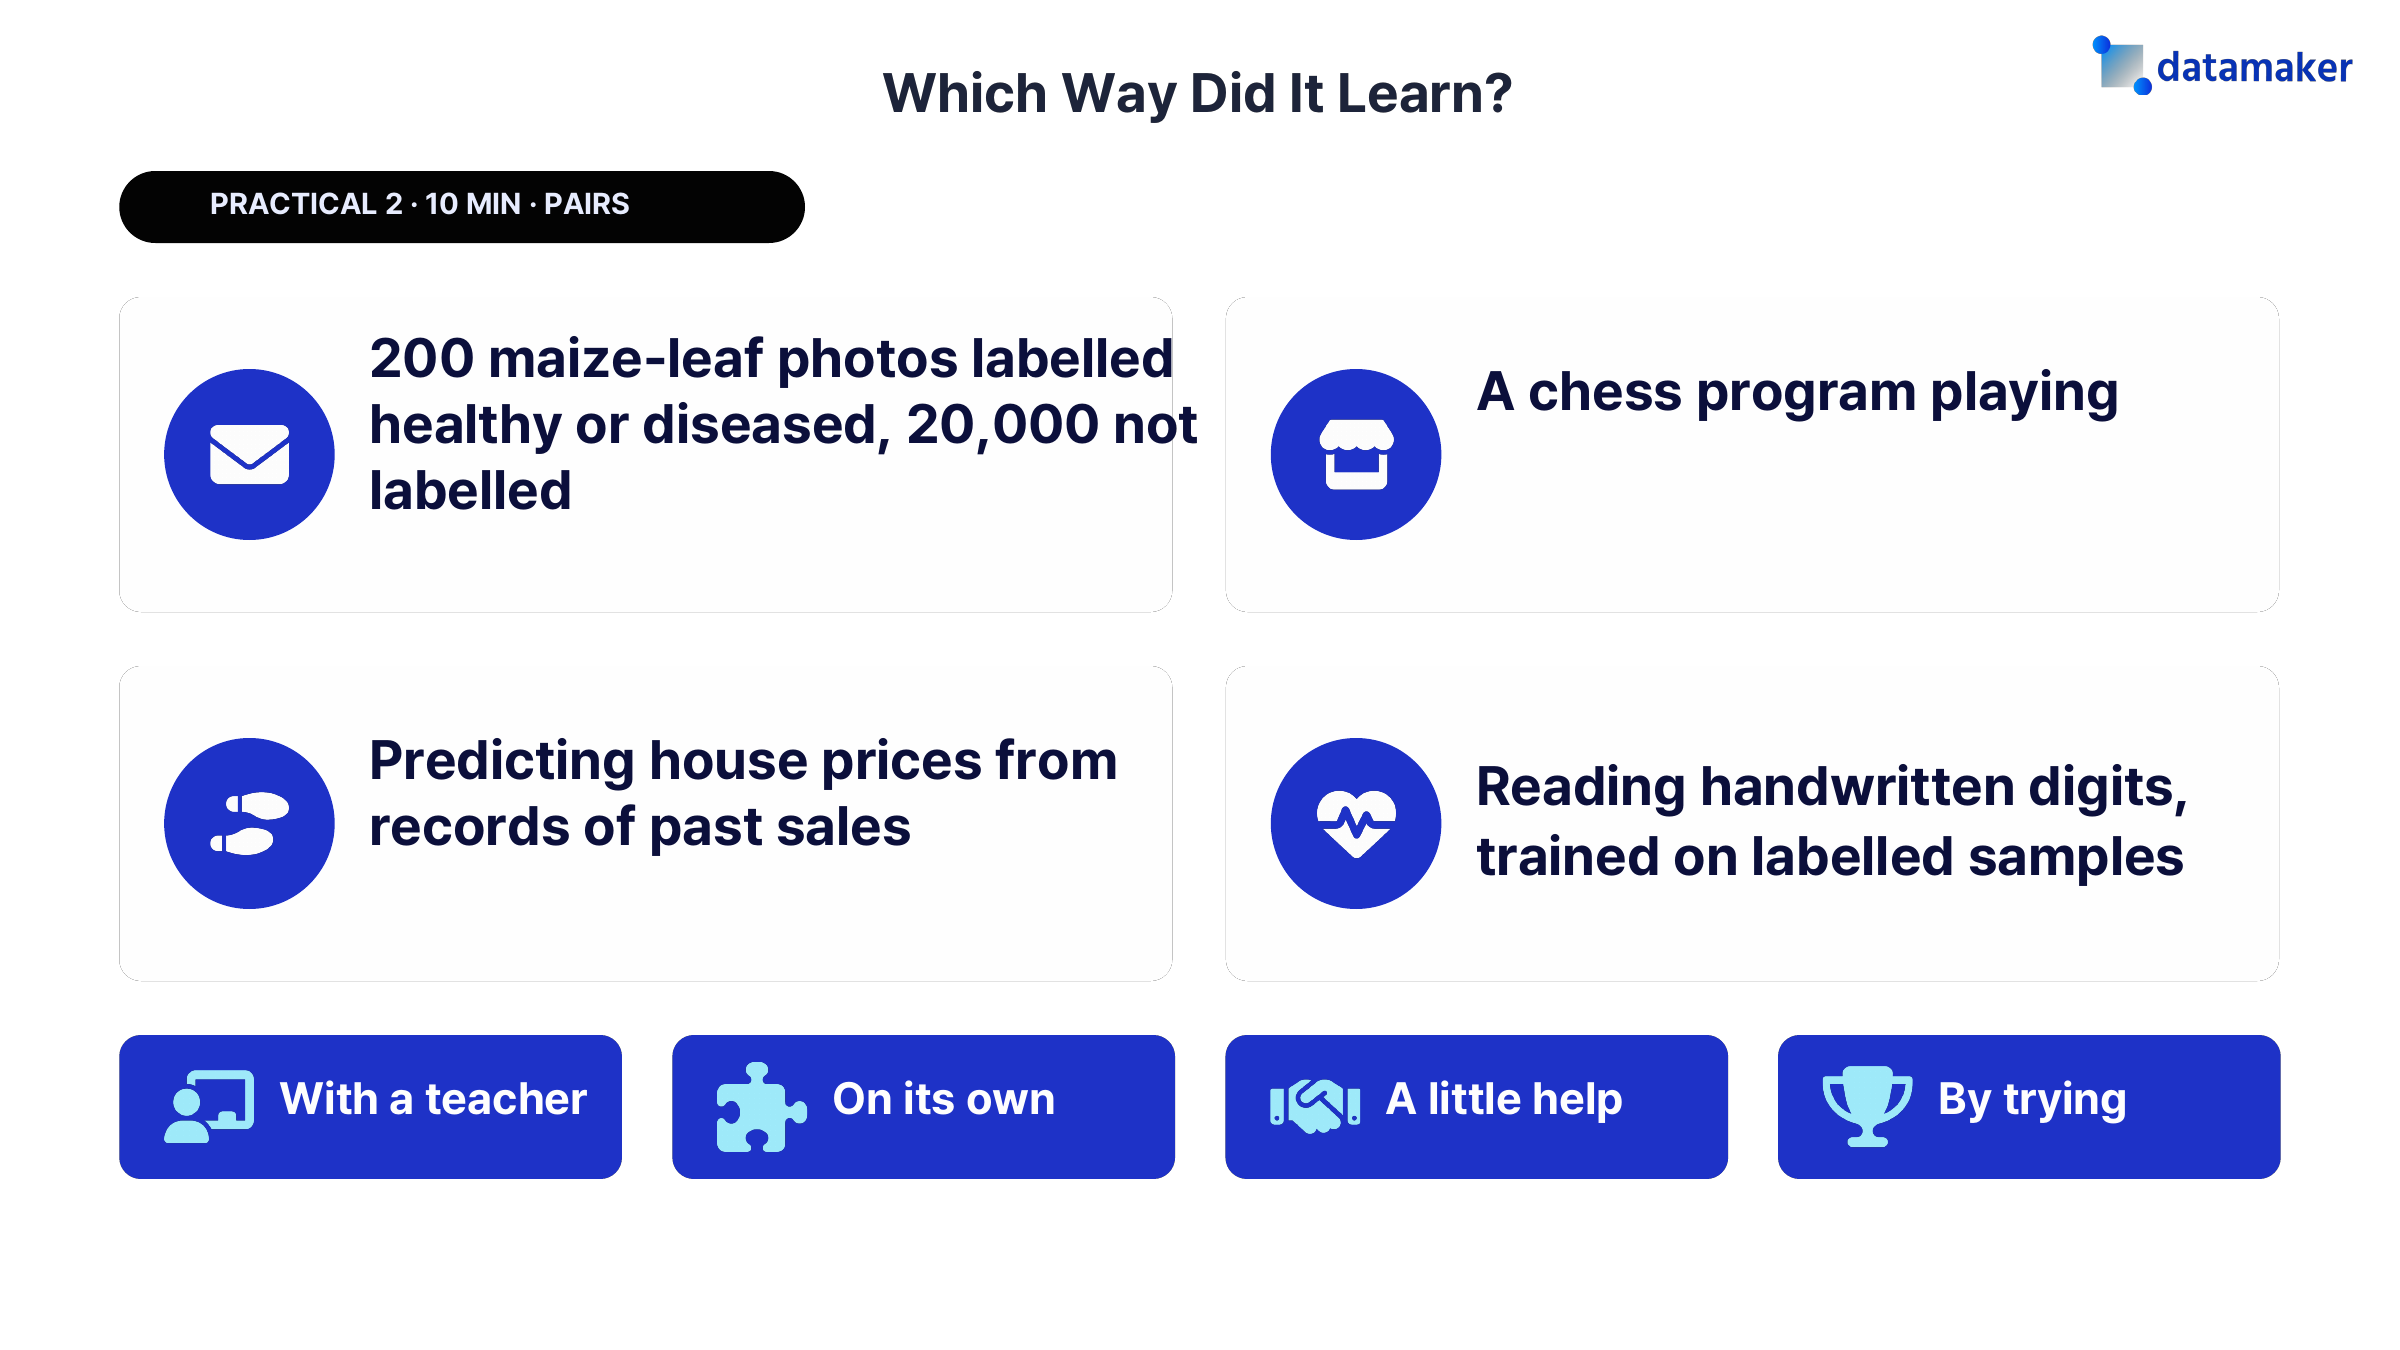 Which Way Did It Learn?
datamaker
PRACTICAL 2 · 10 MIN · PAIRS
200 maize-leaf photos labelled
healthy or diseased, 20,000 not
labelled
A chess program playing
Predicting house prices from
records of past sales
Reading handwritten digits,
trained on labelled samples
With a teacher
On its own
A little help
By trying